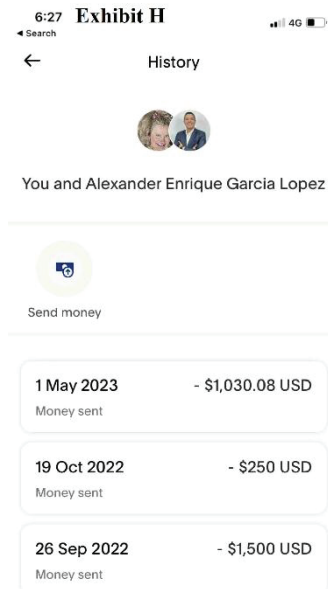 6:27 Exhibit H 4G
◀ Search
← History
You and Alexander Enrique Garcia Lopez
Send money
1 May 2023 - $1,030.08 USD
Money sent
19 Oct 2022 - $250 USD
Money sent
26 Sep 2022 - $1,500 USD
Money sent